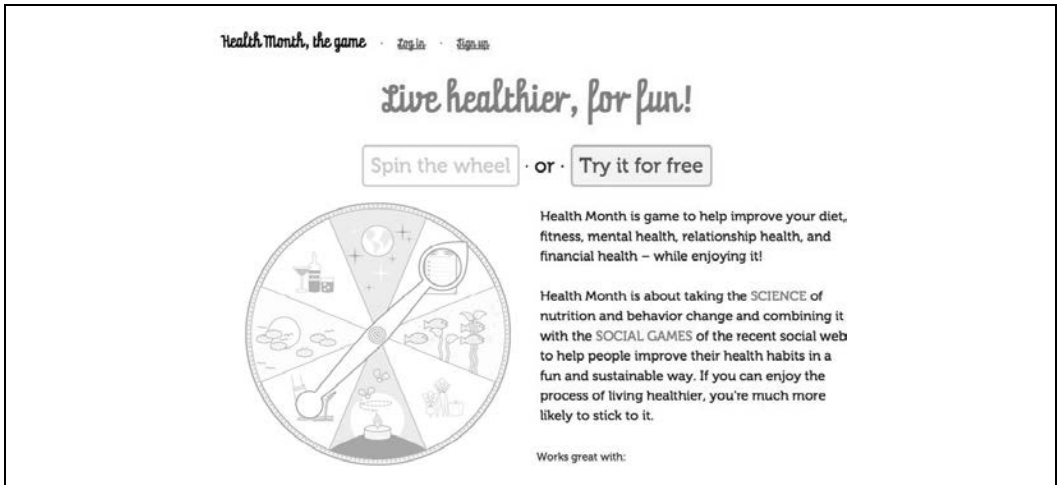 Health Month, the game · Log in · Sign up
Live healthier, for fun!
Spin the wheel · or · Try it for free
Health Month is game to help improve your diet,
fitness, mental health, relationship health, and
financial health – while enjoying it!
Health Month is about taking the SCIENCE of
nutrition and behavior change and combining it
with the SOCIAL GAMES of the recent social web
to help people improve their health habits in a
fun and sustainable way. If you can enjoy the
process of living healthier, you're much more
likely to stick to it.
Works great with: